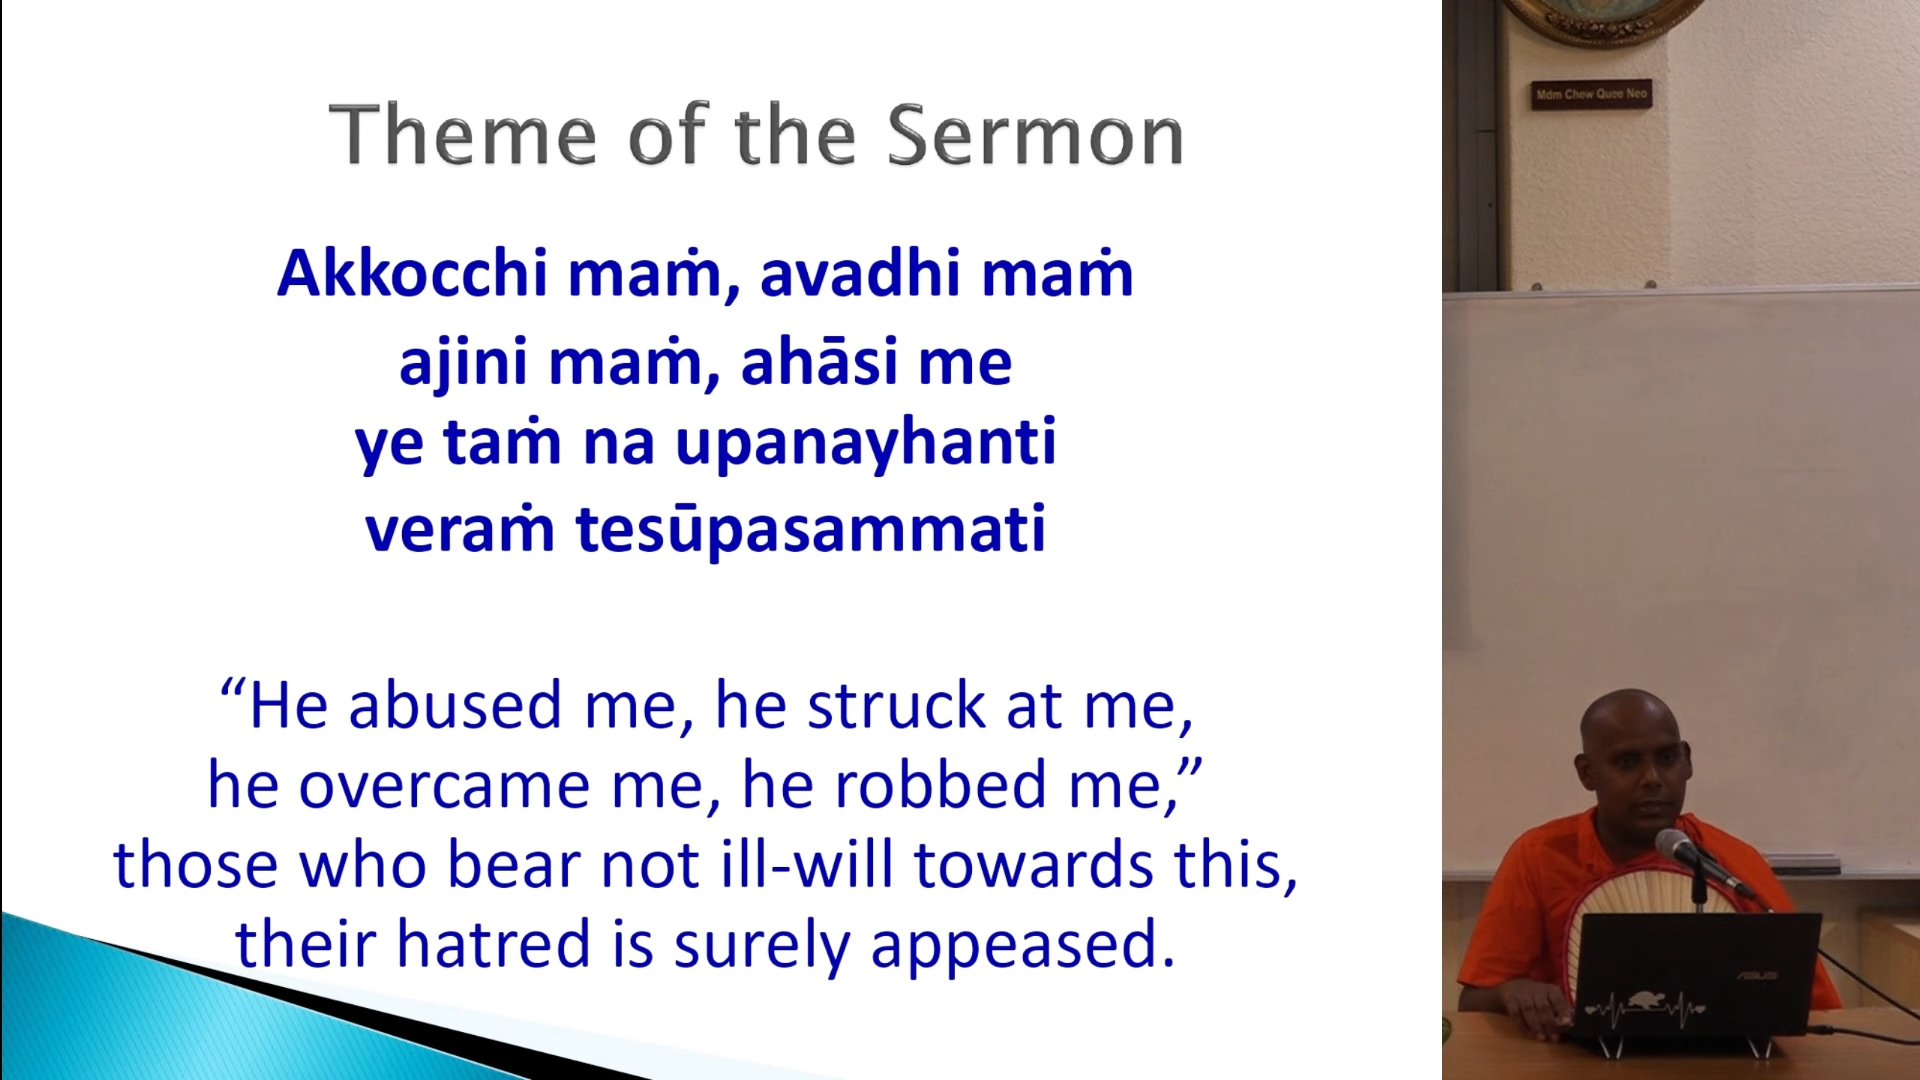 Theme of the Sermon
Akkocchi maṁ, avadhi maṁ
ajini maṁ, ahāsi me
ye taṁ na upanayhanti
veraṁ tesūpasammati
“He abused me, he struck at me,
he overcame me, he robbed me,”
those who bear not ill-will towards this,
their hatred is surely appeased.
Mdm Chew Quee Neo
ASUS